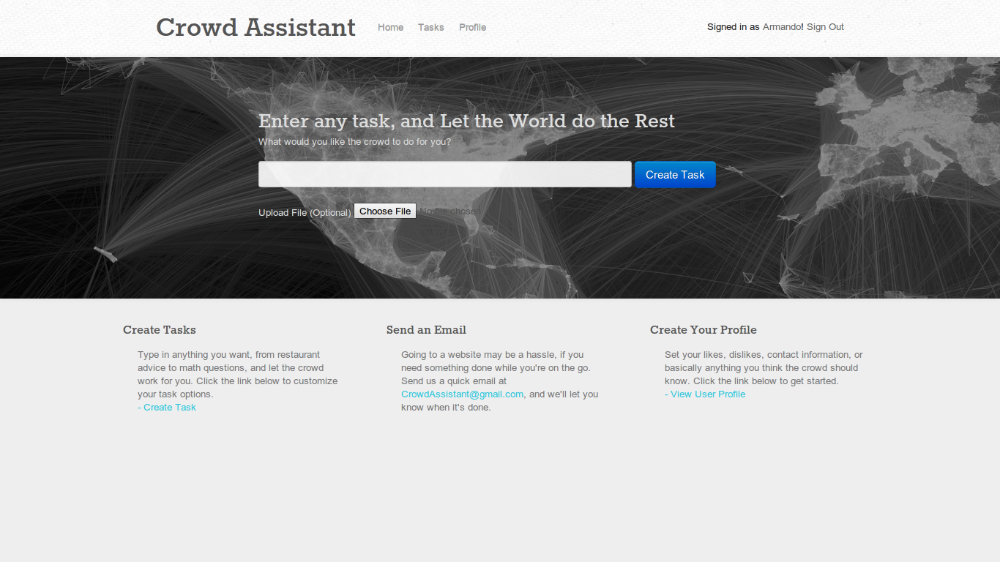 Crowd Assistant Home Tasks Profile Signed in as Armando! Sign Out
Enter any task, and Let the World do the Rest
What would you like the crowd to do for you?
Create Task
Upload File (Optional) Choose File No file chosen
Create Tasks
Type in anything you want, from restaurant
advice to math questions, and let the crowd
work for you. Click the link below to customize
your task options.
- Create Task
Send an Email
Going to a website may be a hassle, if you
need something done while you're on the go.
Send us a quick email at
CrowdAssistant@gmail.com, and we'll let you
know when it's done.
Create Your Profile
Set your likes, dislikes, contact information, or
basically anything you think the crowd should
know. Click the link below to get started.
- View User Profile